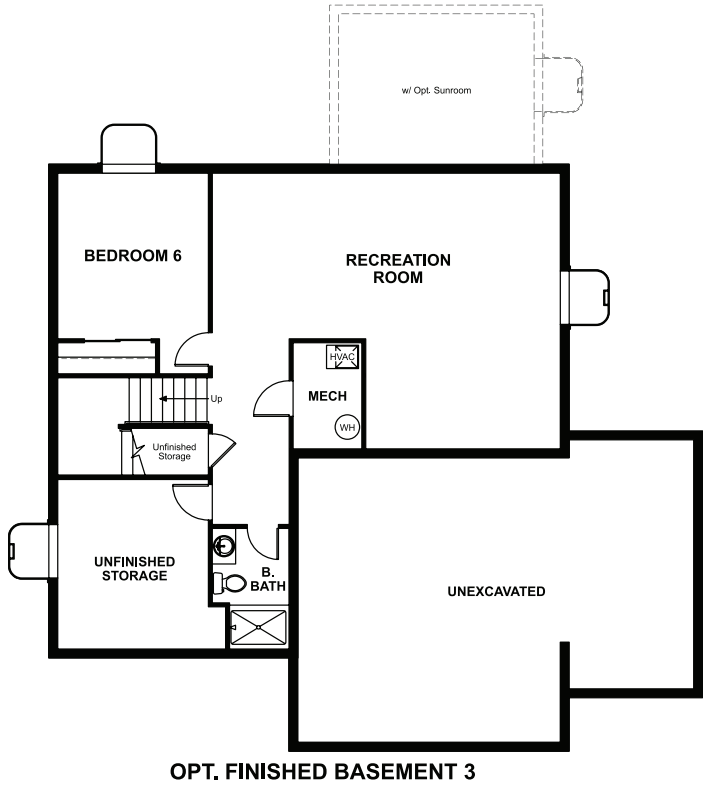 w/ Opt. Sunroom
BEDROOM 6
RECREATION
ROOM
HVAC
MECH
Up
WH
Unfinished
Storage
UNFINISHED
STORAGE
B.
BATH
UNEXCAVATED
OPT. FINISHED BASEMENT 3